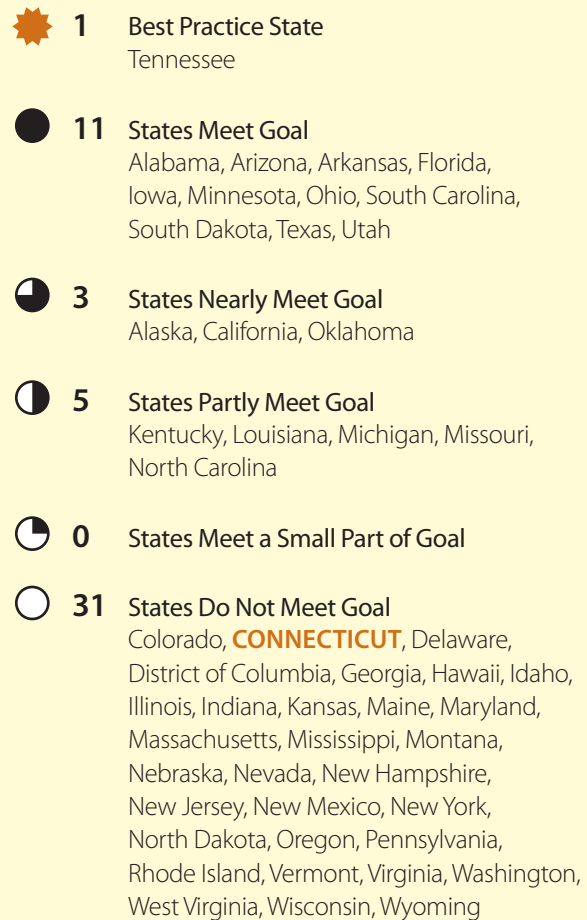 1 Best Practice State
Tennessee
11 States Meet Goal
Alabama, Arizona, Arkansas, Florida,
Iowa, Minnesota, Ohio, South Carolina,
South Dakota, Texas, Utah
3 States Nearly Meet Goal
Alaska, California, Oklahoma
5 States Partly Meet Goal
Kentucky, Louisiana, Michigan, Missouri,
North Carolina
0 States Meet a Small Part of Goal
31 States Do Not Meet Goal
Colorado, CONNECTICUT, Delaware,
District of Columbia, Georgia, Hawaii, Idaho,
Illinois, Indiana, Kansas, Maine, Maryland,
Massachusetts, Mississippi, Montana,
Nebraska, Nevada, New Hampshire,
New Jersey, New Mexico, New York,
North Dakota, Oregon, Pennsylvania,
Rhode Island, Vermont, Virginia, Washington,
West Virginia, Wisconsin, Wyoming